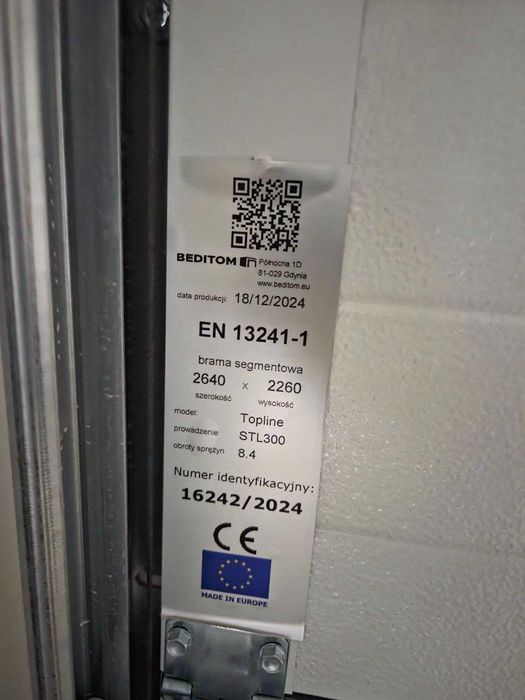 BEDITOM
Północna 1D
81-029 Gdynia
www.beditom.eu
data produkcji: 18/12/2024
EN 13241-1
brama segmentowa
2640 x 2260
szerokość wysokość
model: Topline
prowadzenie STL300
obroty sprężyn 8.4
Numer identyfikacyjny:
16242/2024
CE
MADE IN EUROPE